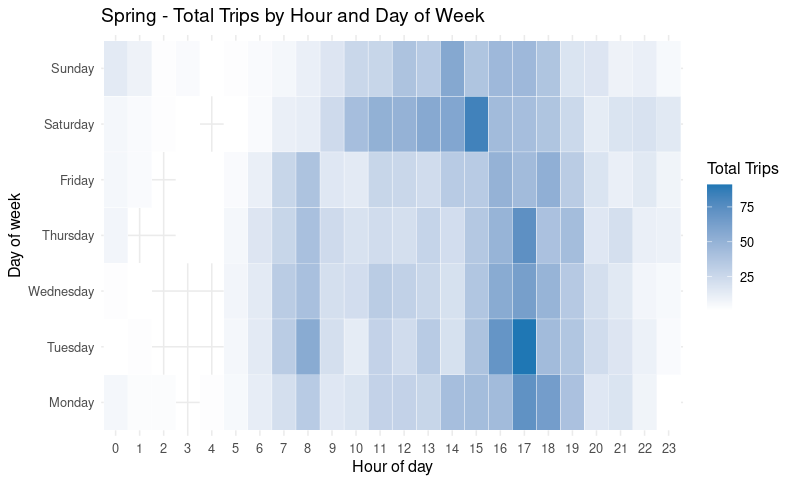 Spring - Total Trips by Hour and Day of Week
Day of week
Sunday
Saturday
Friday
Thursday
Wednesday
Tuesday
Monday
0 1 2 3 4 5 6 7 8 9 10 11 12 13 14 15 16 17 18 19 20 21 22 23
Hour of day
Total Trips
75
50
25